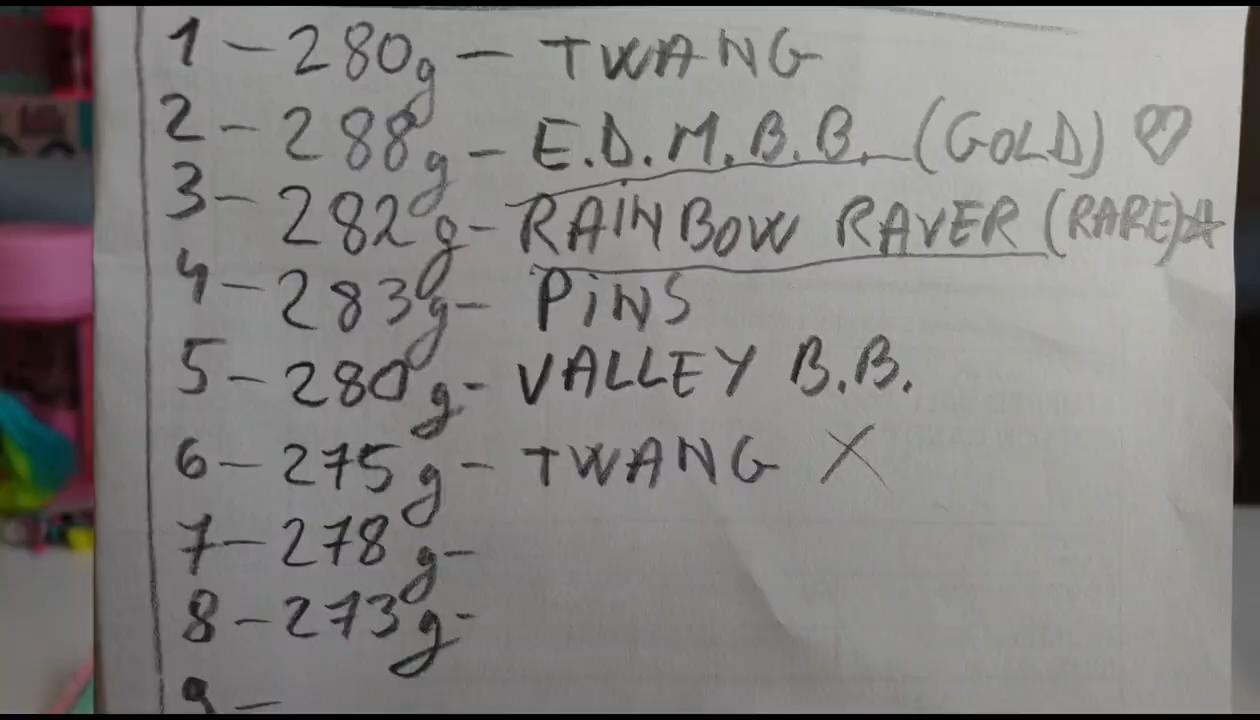 1 - 280g - TWANG
2 - 288g - E.D.M.B.B. (GOLD) ♡
3 - 282g - RAINBOW RAVER (RARE)☆
4 - 283g - PiNS
5 - 280g - VALLEY B.B.
6 - 275g - TWANG X
7 - 278g -
8 - 273g -
9 -